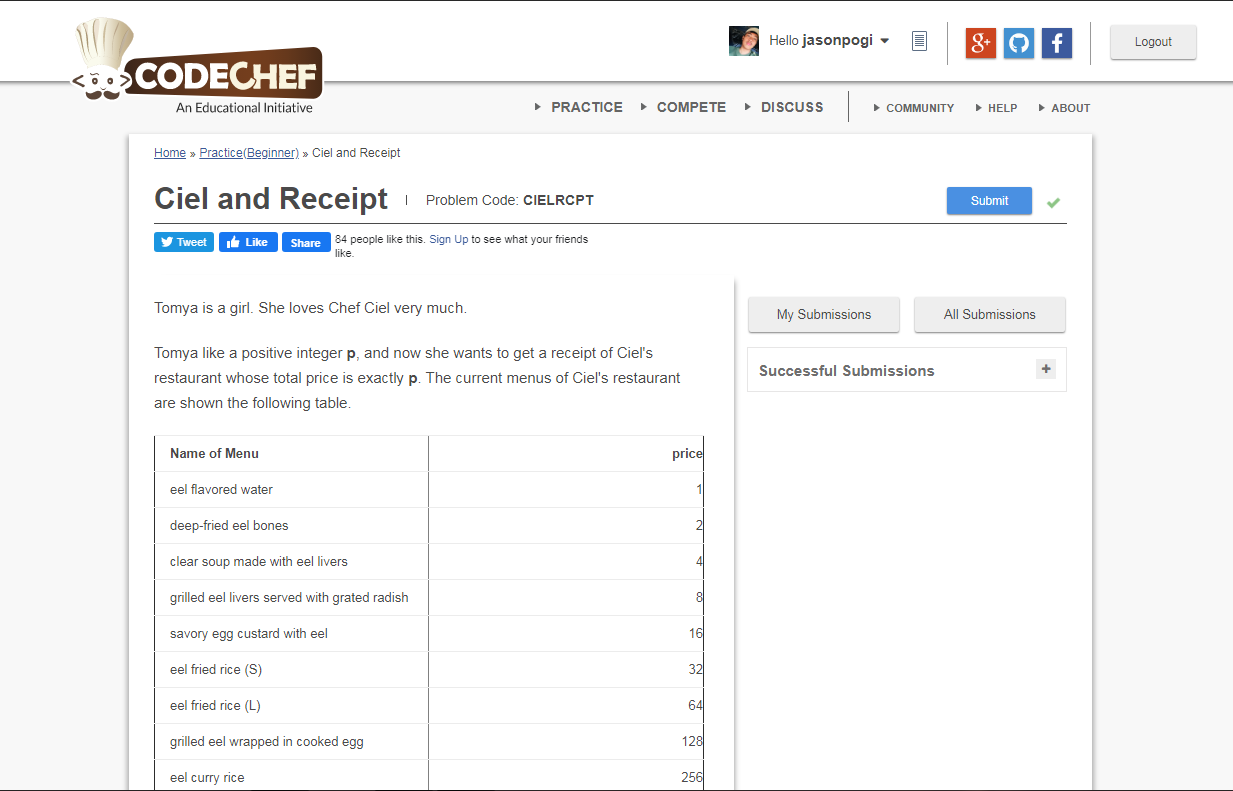 CODECHEF
An Educational Initiative
Hello jasonpogi
g+
f
Logout
PRACTICE COMPETE DISCUSS COMMUNITY HELP ABOUT
Home » Practice(Beginner) » Ciel and Receipt
Ciel and Receipt | Problem Code: CIELRCPT
Submit
Tweet Like Share 84 people like this. Sign Up to see what your friends
like.
Tomya is a girl. She loves Chef Ciel very much.
Tomya like a positive integer p, and now she wants to get a receipt of Ciel's
restaurant whose total price is exactly p. The current menus of Ciel's restaurant
are shown the following table.
Name of Menu price
eel flavored water 1
deep-fried eel bones 2
clear soup made with eel livers 4
grilled eel livers served with grated radish 8
savory egg custard with eel 16
eel fried rice (S) 32
eel fried rice (L) 64
grilled eel wrapped in cooked egg 128
eel curry rice 256
My Submissions All Submissions
Successful Submissions +